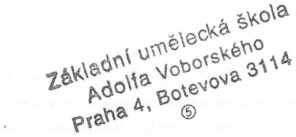 Základní umělecká škola
Adolfa Voborského
Praha 4, Botevova 3114
⑤